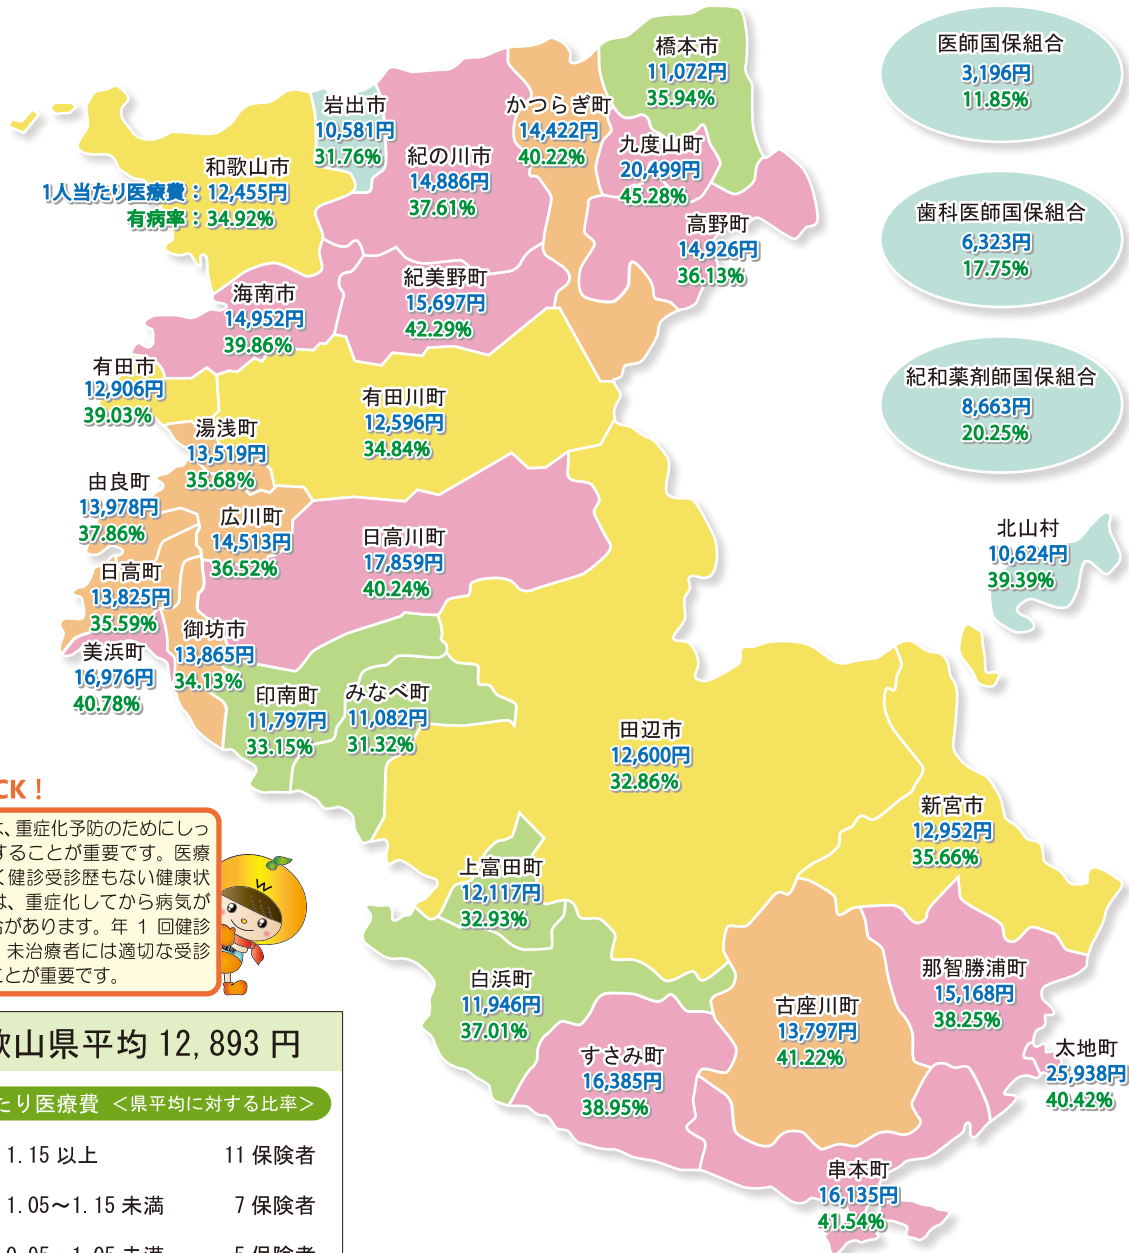 橋本市
11,072円
35.94%
医師国保組合
3,196円
11.85%
岩出市
10,581円
31.76%
かつらぎ町
14,422円
40.22%
紀の川市
14,886円
37.61%
九度山町
20,499円
45.28%
和歌山市
1人当たり医療費：12,455円
有病率：34.92%
高野町
14,926円
36.13%
歯科医師国保組合
6,323円
17.75%
海南市
14,952円
39.86%
紀美野町
15,697円
42.29%
有田市
12,906円
39.03%
有田川町
12,596円
34.84%
紀和薬剤師国保組合
8,663円
20.25%
湯浅町
13,519円
35.68%
由良町
13,978円
37.86%
広川町
14,513円
36.52%
日高川町
17,859円
40.24%
北山村
10,624円
39.39%
日高町
13,825円
35.59%
御坊市
13,865円
34.13%
美浜町
16,976円
40.78%
印南町
11,797円
33.15%
みなべ町
11,082円
31.32%
田辺市
12,600円
32.86%
新宮市
12,952円
35.66%
上富田町
12,117円
32.93%
白浜町
11,946円
37.01%
古座川町
13,797円
41.22%
那智勝浦町
15,168円
38.25%
すさみ町
16,385円
38.95%
太地町
25,938円
40.42%
串本町
16,135円
41.54%
CK！
、重症化予防のためにしっ
することが重要です。医療
く健診受診歴もない健康状
は、重症化してから病気が
合があります。年 1 回健診
、未治療者には適切な受診
ことが重要です。
歌山県平均 12,893 円
たり医療費 ＜県平均に対する比率＞
1.15 以上 11 保険者
1.05～1.15 未満 7 保険者
0.95～1.05 未満 5 保険者